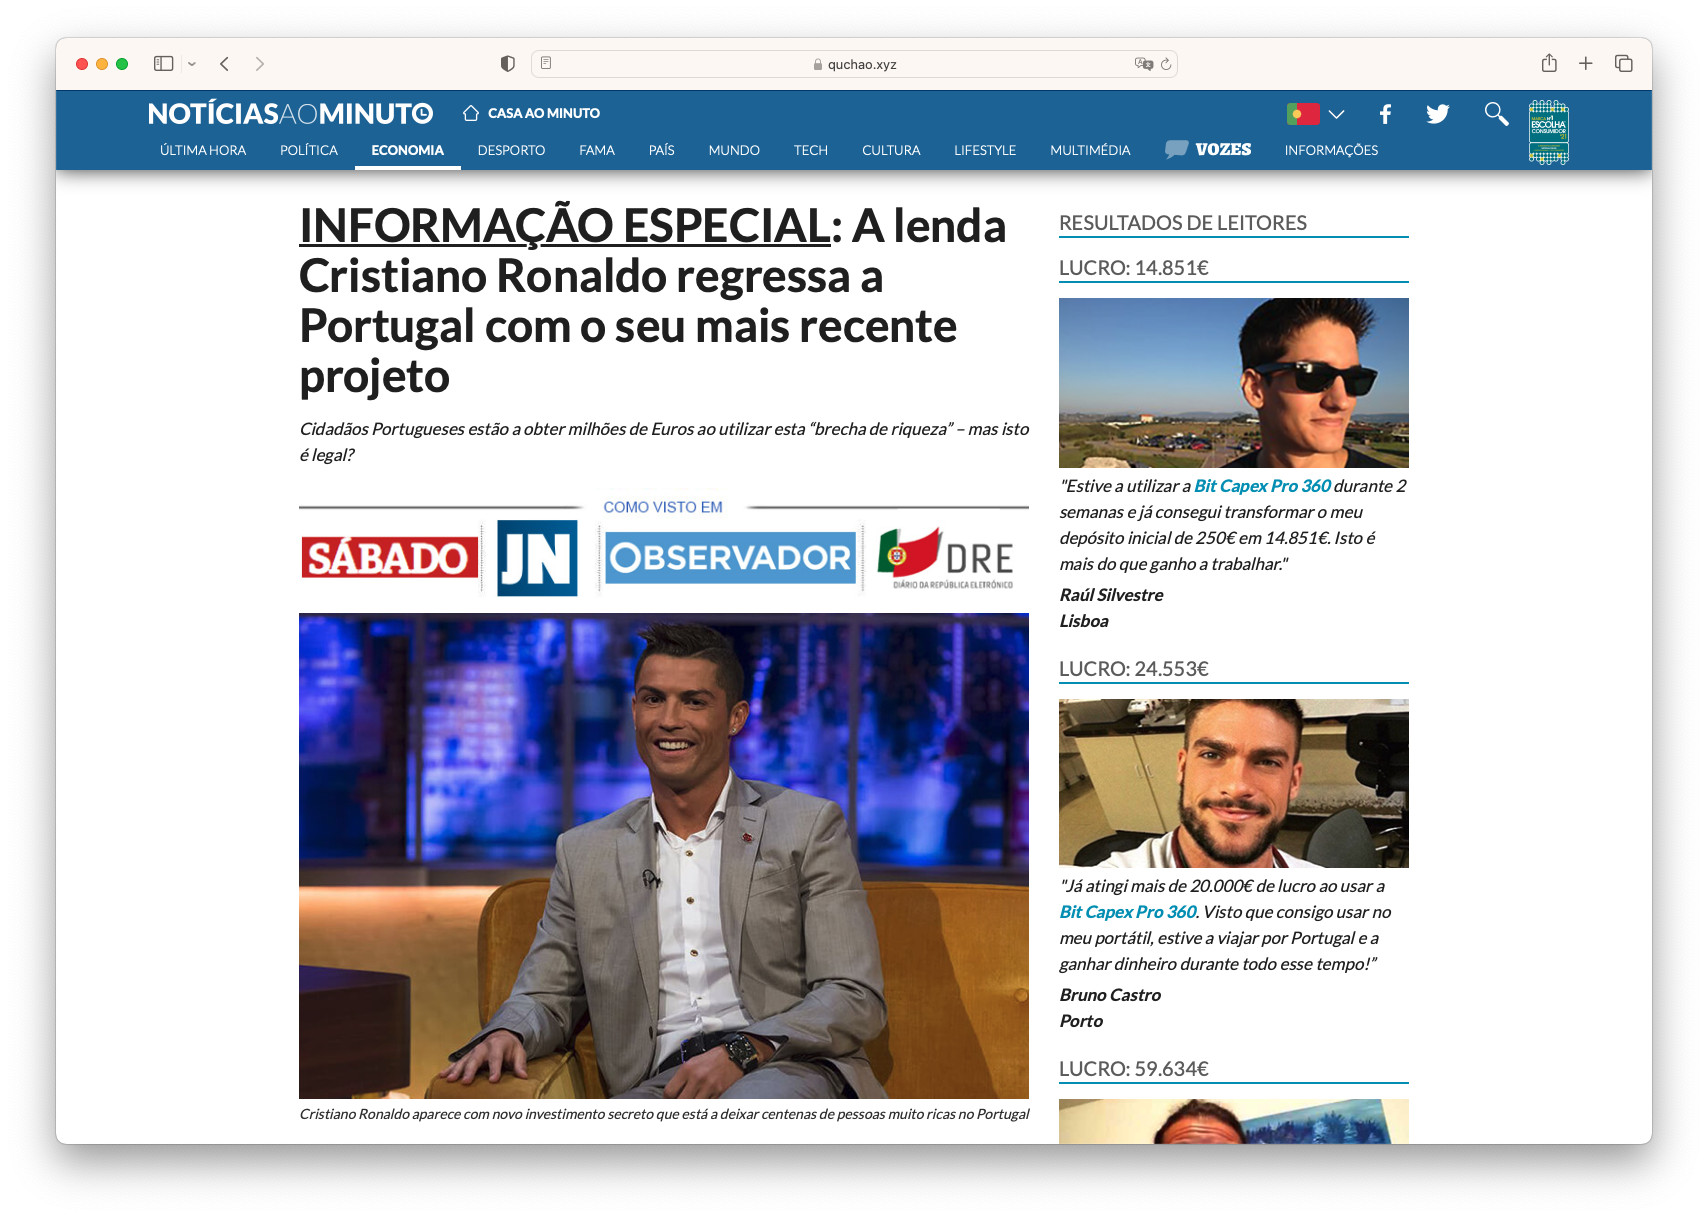 quchao.xyz
NOTÍCIASAOMINUTO
CASA AO MINUTO
ÚLTIMA HORA POLÍTICA ECONOMIA DESPORTO FAMA PAÍS MUNDO TECH CULTURA LIFESTYLE MULTIMÉDIA VOZES INFORMAÇÕES
ESCOLHA
CONSUMIDOR
INFORMAÇÃO ESPECIAL: A lenda
Cristiano Ronaldo regressa a
Portugal com o seu mais recente
projeto
Cidadãos Portugueses estão a obter milhões de Euros ao utilizar esta “brecha de riqueza” – mas isto
é legal?
COMO VISTO EM
SÁBADO
JN
OBSERVADOR
DRE
DIÁRIO DA REPÚBLICA ELETRÓNICO
Cristiano Ronaldo aparece com novo investimento secreto que está a deixar centenas de pessoas muito ricas no Portugal
RESULTADOS DE LEITORES
LUCRO: 14.851€
"Estive a utilizar a Bit Capex Pro 360 durante 2
semanas e já consegui transformar o meu
depósito inicial de 250€ em 14.851€. Isto é
mais do que ganho a trabalhar."
Raúl Silvestre
Lisboa
LUCRO: 24.553€
"Já atingi mais de 20.000€ de lucro ao usar a
Bit Capex Pro 360. Visto que consigo usar no
meu portátil, estive a viajar por Portugal e a
ganhar dinheiro durante todo esse tempo!”
Bruno Castro
Porto
LUCRO: 59.634€